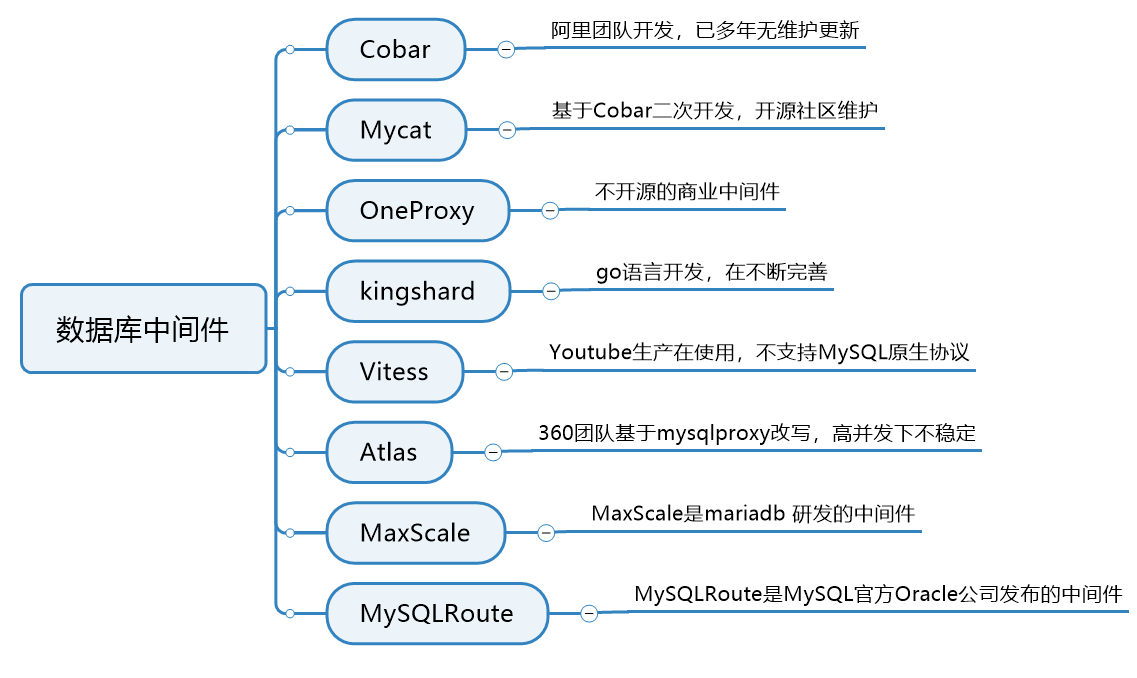 数据库中间件
Cobar
阿里团队开发，已多年无维护更新
Mycat
基于Cobar二次开发，开源社区维护
OneProxy
不开源的商业中间件
kingshard
go语言开发，在不断完善
Vitess
Youtube生产在使用，不支持MySQL原生协议
Atlas
360团队基于mysqlproxy改写，高并发下不稳定
MaxScale
MaxScale是mariadb 研发的中间件
MySQLRoute
MySQLRoute是MySQL官方Oracle公司发布的中间件